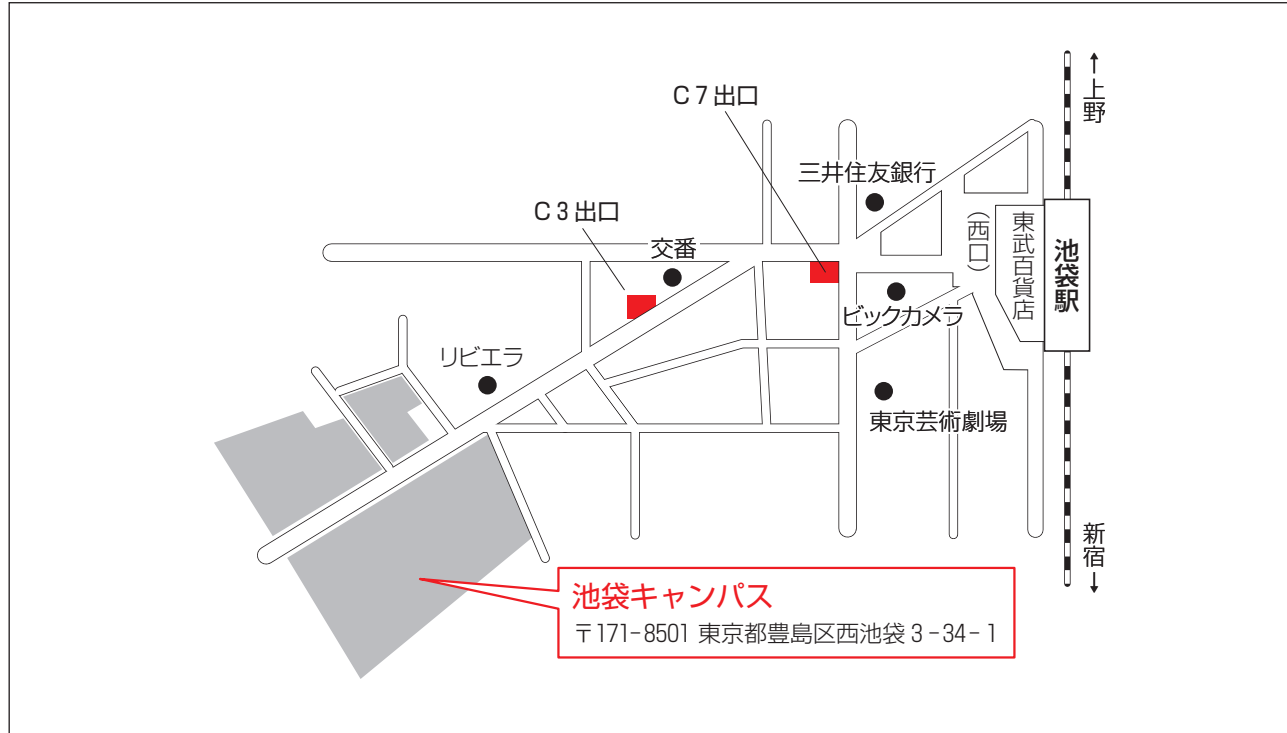 ↑上野
C7出口
三井住友銀行
C3出口
交番
(西口)
東武百貨店
池袋駅
ビックカメラ
リビエラ
東京芸術劇場
新宿↓
池袋キャンパス
〒171-8501 東京都豊島区西池袋3-34-1